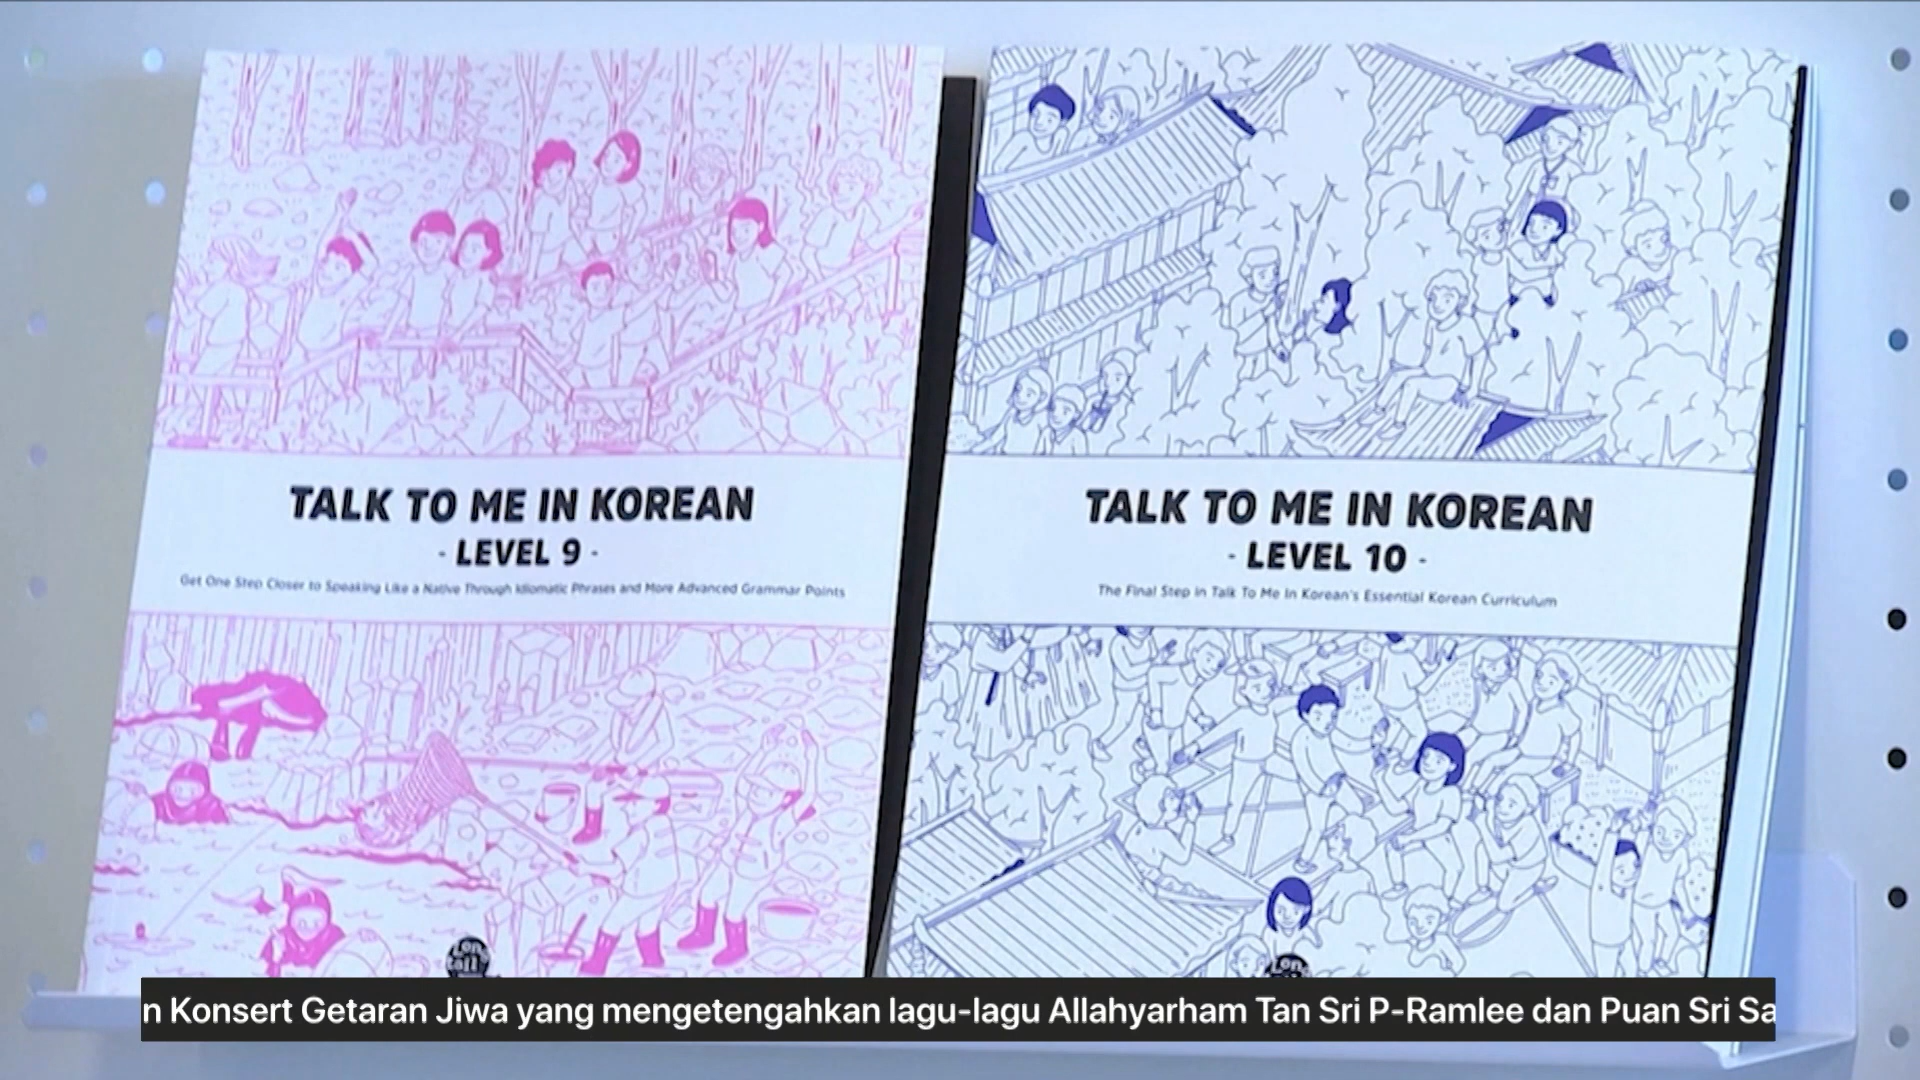 TALK TO ME IN KOREAN
- LEVEL 9 -
Get One Step Closer to Speaking Like a Native Through Idiomatic Phrases and More Advanced Grammar Points
Long
tail
TALK TO ME IN KOREAN
- LEVEL 10 -
The Final Step in Talk To Me In Korean's Essential Korean Curriculum
Long
n Konsert Getaran Jiwa yang mengetengahkan lagu-lagu Allahyarham Tan Sri P-Ramlee dan Puan Sri Sa